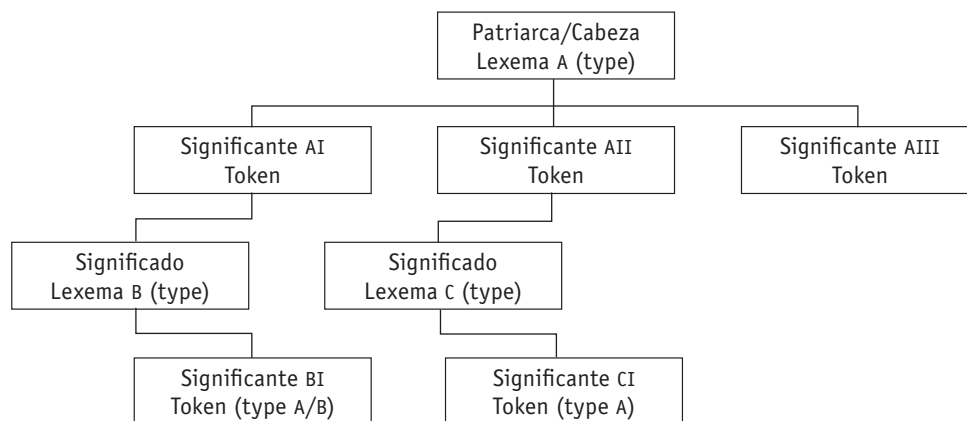 Patriarca/Cabeza
Lexema A (type)
Significante AI
Token
Significante AII
Token
Significante AIII
Token
Significado
Lexema B (type)
Significado
Lexema C (type)
Significante BI
Token (type A/B)
Significante CI
Token (type A)